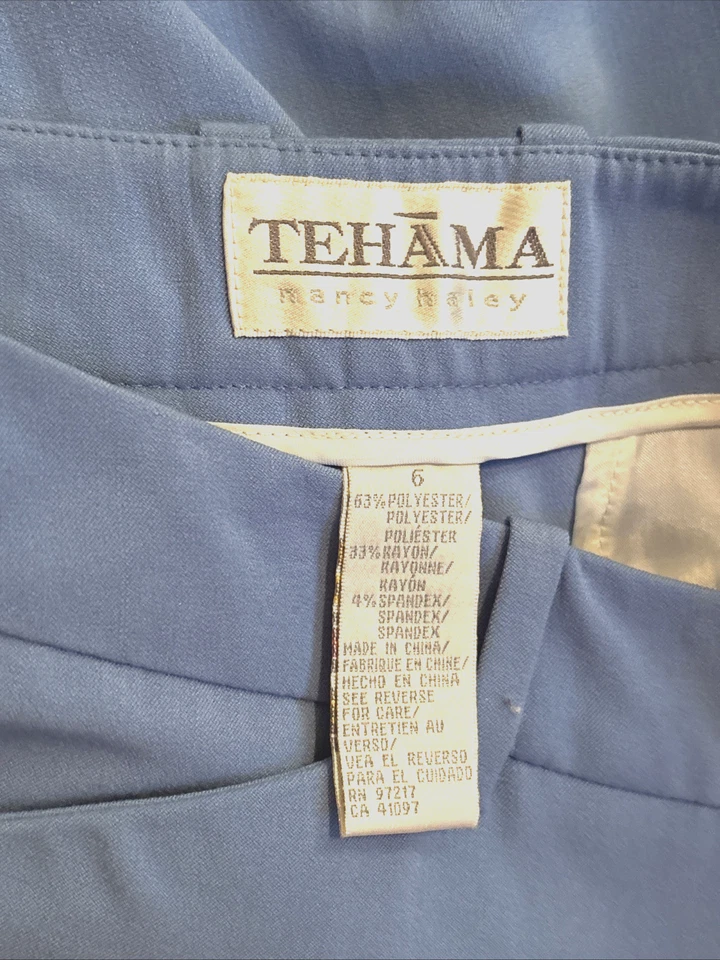 TEHĀMA
nancy haley
6
63% POLYESTER/
POLYESTER/
POLIÉSTER
33% RAYON/
RAYONNE/
RAYÓN
4% SPANDEX/
SPANDEX/
SPANDEX
MADE IN CHINA/
FABRIQUE EN CHINE/
HECHO EN CHINA
SEE REVERSE
FOR CARE/
ENTRETIEN AU
VERSO/
VEA EL REVERSO
PARA EL CUIDADO
RN 97217
CA 41097